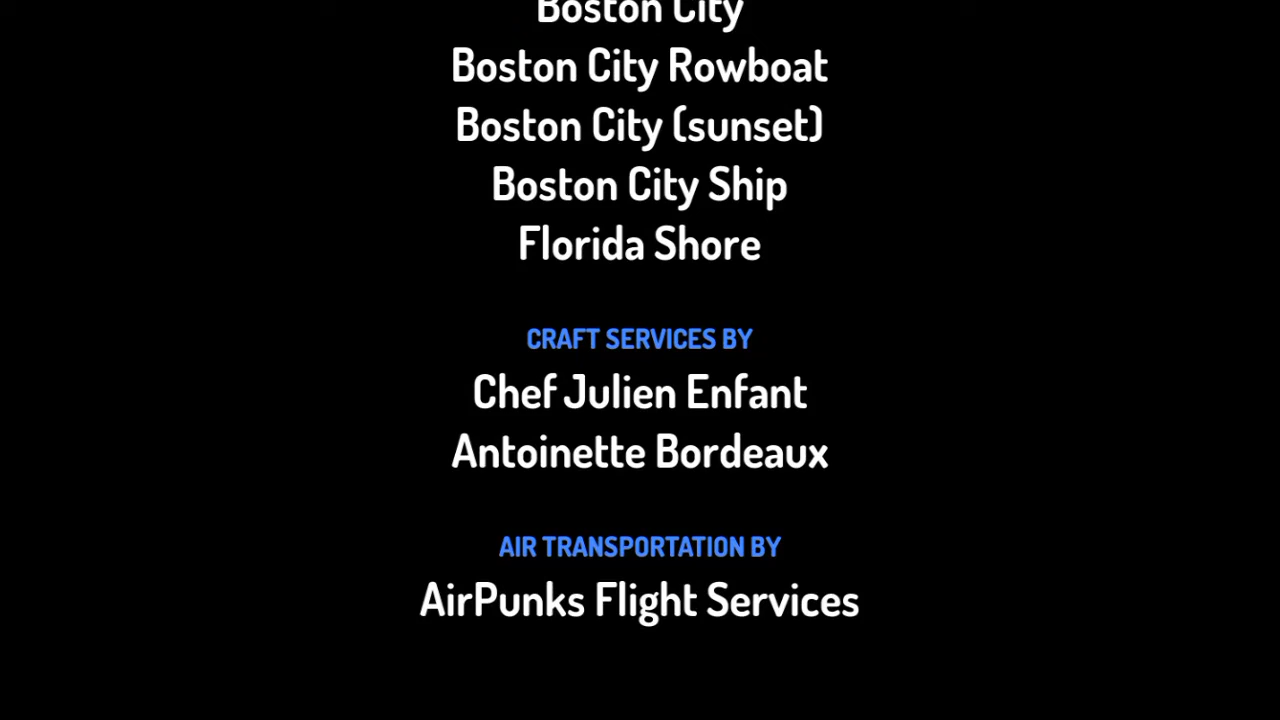 Boston City
Boston City Rowboat
Boston City (sunset)
Boston City Ship
Florida Shore
CRAFT SERVICES BY
Chef Julien Enfant
Antoinette Bordeaux
AIR TRANSPORTATION BY
AirPunks Flight Services